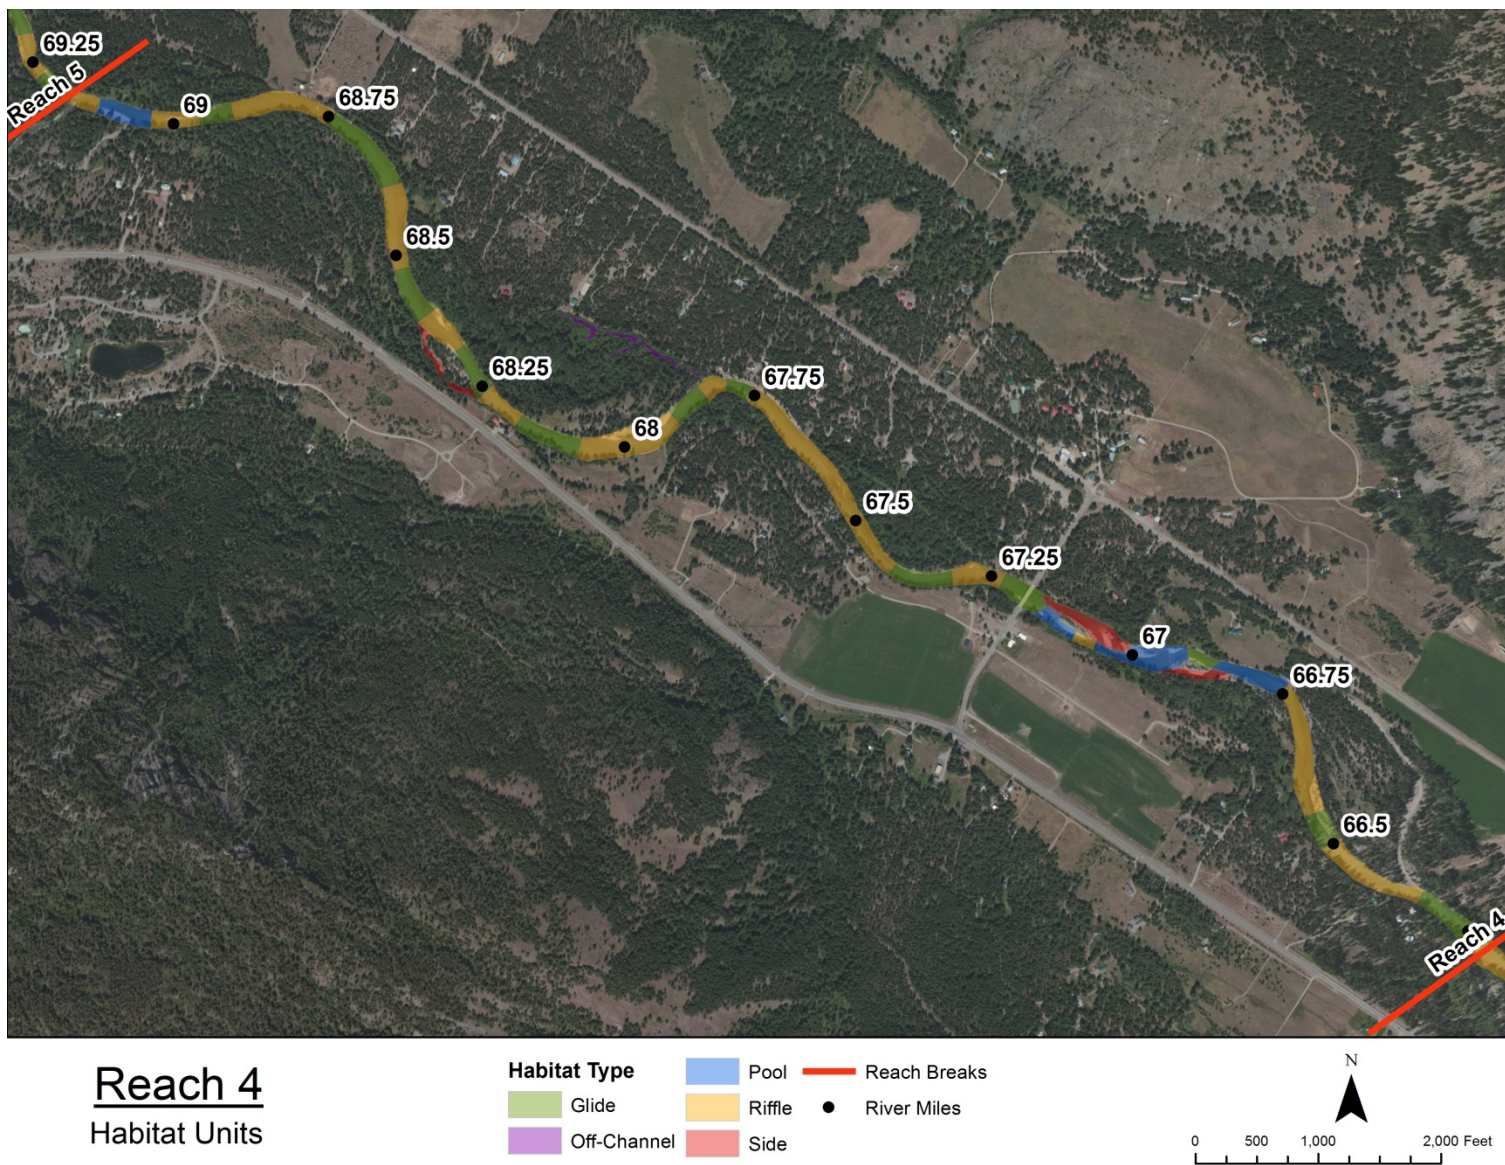 69.25
Reach 5
69
68.75
68.5
68.25
68
67.75
67.5
67.25
67
66.75
66.5
Reach 4
Reach 4
Habitat Units
Habitat Type
Glide
Off-Channel
Pool
Riffle
Side
Reach Breaks
River Miles
N
0 500 1,000 2,000 Feet